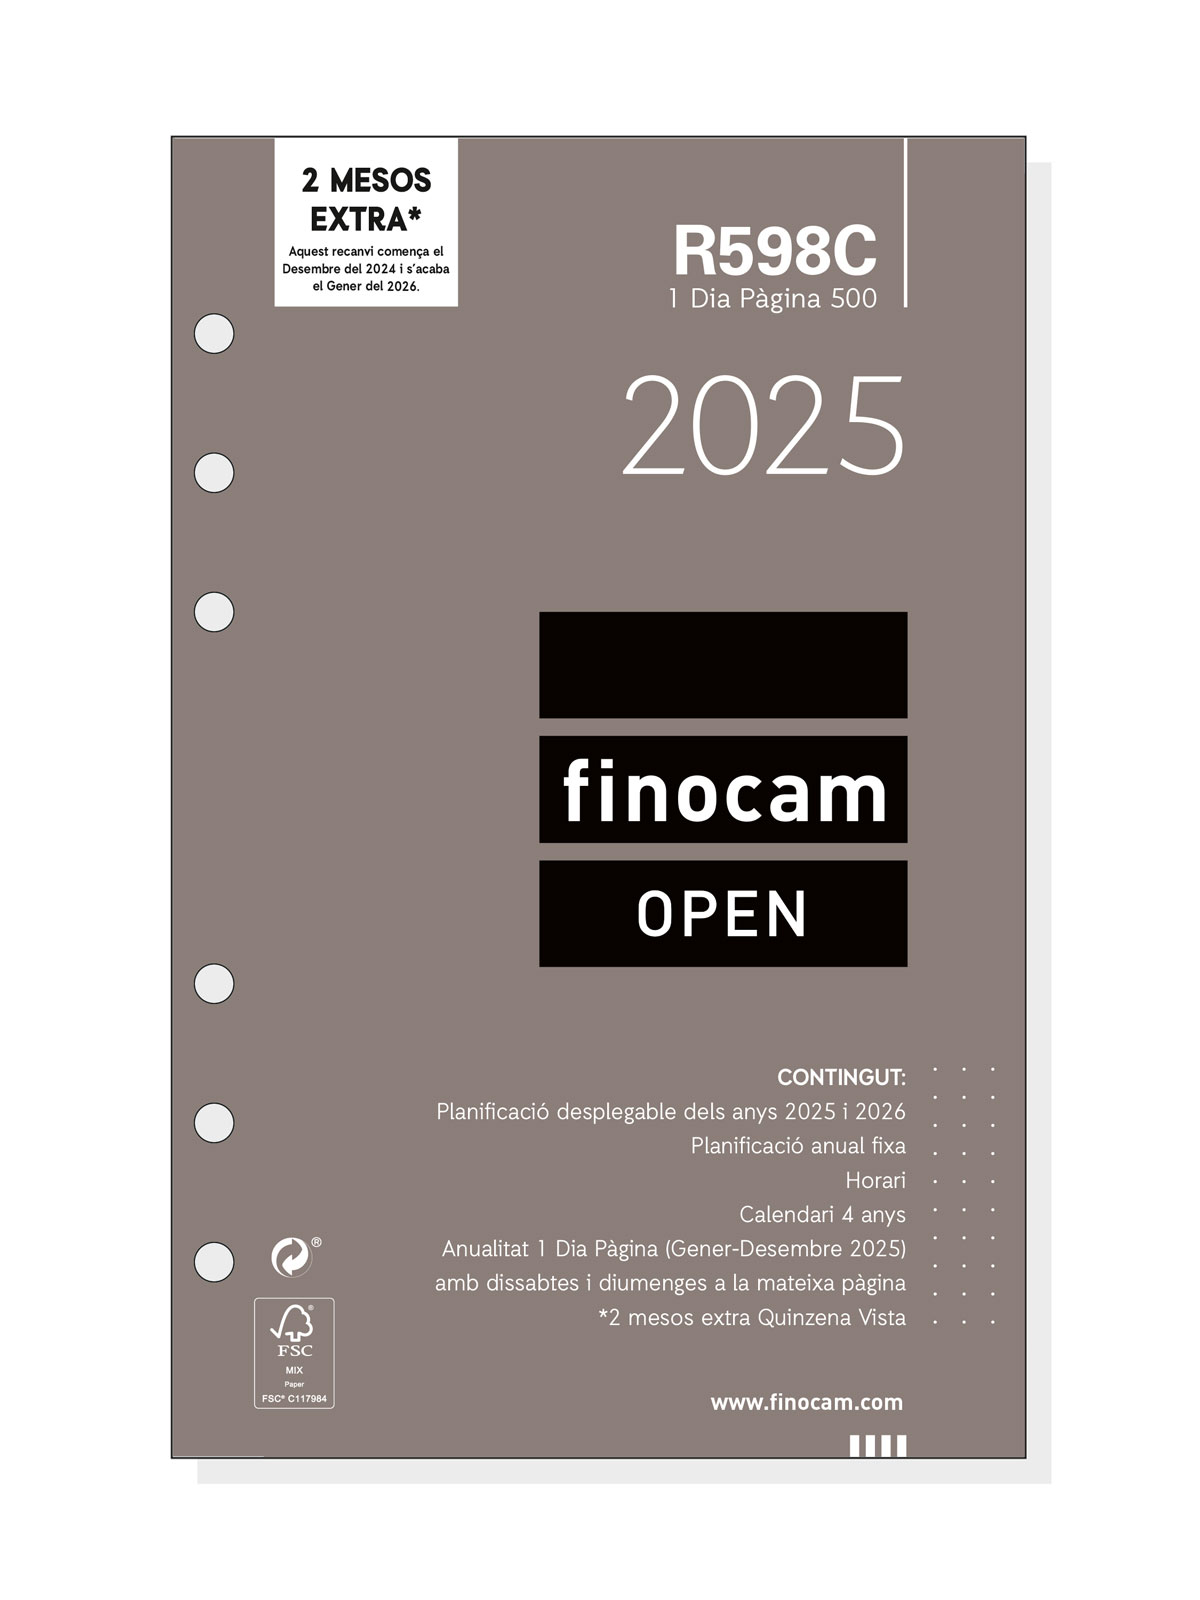 2 MESOS
EXTRA*
Aquest recanvi comença el
Desembre del 2024 i s'acaba
el Gener del 2026.
R598C
1 Dia Pàgina 500
2025
finocam
OPEN
CONTINGUT:
Planificació desplegable dels anys 2025 i 2026
Planificació anual fixa
Horari
Calendari 4 anys
Anualitat 1 Dia Pàgina (Gener-Desembre 2025)
amb dissabtes i diumenges a la mateixa pàgina
*2 mesos extra Quinzena Vista
®
®
FSC
MIX
Paper
FSC® C117984
www.finocam.com